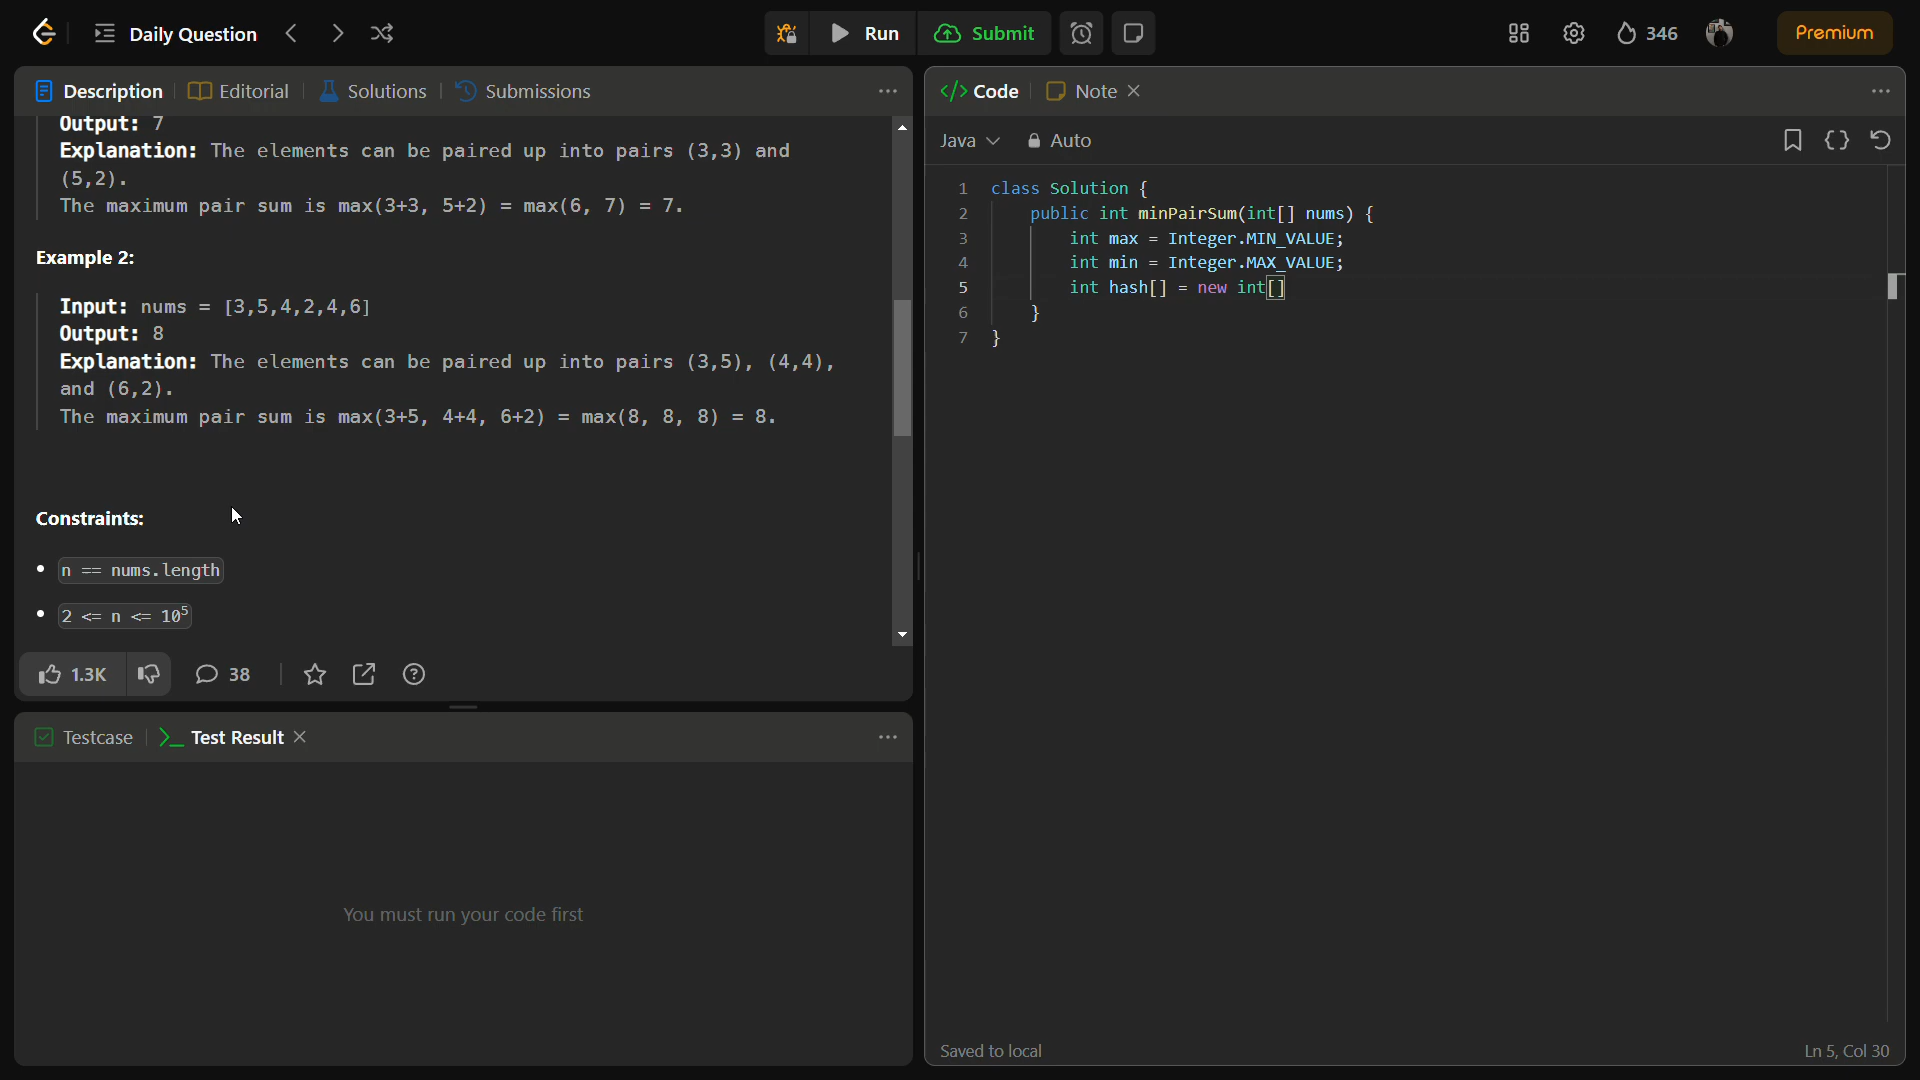 Daily Question
Run
Submit
346
Premium
Description
Editorial
Solutions
Submissions
Output: 7
Explanation: The elements can be paired up into pairs (3,3) and
(5,2).
The maximum pair sum is max(3+3, 5+2) = max(6, 7) = 7.
Example 2:
Input: nums = [3,5,4,2,4,6]
Output: 8
Explanation: The elements can be paired up into pairs (3,5), (4,4),
and (6,2).
The maximum pair sum is max(3+5, 4+4, 6+2) = max(8, 8, 8) = 8.
Constraints:
• n == nums.length
• 2 <= n <= 10⁵
1.3K
38
Testcase
Test Result
You must run your code first
Code
Note
Java
Auto
1 class Solution {
2     public int minPairSum(int[] nums) {
3         int max = Integer.MIN_VALUE;
4         int min = Integer.MAX_VALUE;
5         int hash[] = new int[]
6     }
7 }
Saved to local
Ln 5, Col 30